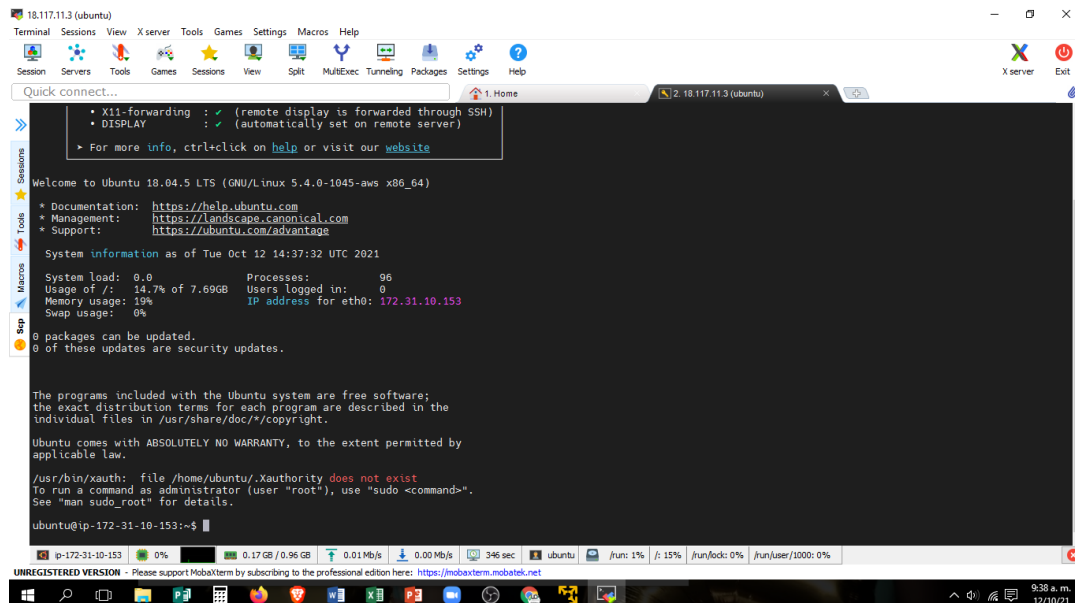 18.117.11.3 (ubuntu)
Terminal Sessions View X server Tools Games Settings Macros Help
Session Servers Tools Games Sessions View Split MultiExec Tunneling Packages Settings Help X server Exit
Quick connect... 1. Home 2. 18.117.11.3 (ubuntu)
• X11-forwarding : ✔ (remote display is forwarded through SSH)
• DISPLAY : ✔ (automatically set on remote server)
➤ For more info, ctrl+click on help or visit our website
Welcome to Ubuntu 18.04.5 LTS (GNU/Linux 5.4.0-1045-aws x86_64)
* Documentation: https://help.ubuntu.com
* Management: https://landscape.canonical.com
* Support: https://ubuntu.com/advantage
System information as of Tue Oct 12 14:37:32 UTC 2021
System load: 0.0 Processes: 96
Usage of /: 14.7% of 7.69GB Users logged in: 0
Memory usage: 19% IP address for eth0: 172.31.10.153
Swap usage: 0%
0 packages can be updated.
0 of these updates are security updates.
The programs included with the Ubuntu system are free software;
the exact distribution terms for each program are described in the
individual files in /usr/share/doc/*/copyright.
Ubuntu comes with ABSOLUTELY NO WARRANTY, to the extent permitted by
applicable law.
/usr/bin/xauth: file /home/ubuntu/.Xauthority does not exist
To run a command as administrator (user "root"), use "sudo <command>".
See "man sudo_root" for details.
ubuntu@ip-172-31-10-153:~$
Sessions
Tools
Macros
Scp
ip-172-31-10-153 0% 0.17 GB / 0.96 GB 0.01 Mb/s 0.00 Mb/s 346 sec ubuntu /run: 1% /: 15% /run/lock: 0% /run/user/1000: 0%
UNREGISTERED VERSION - Please support MobaXterm by subscribing to the professional edition here: https://mobaxterm.mobatek.net
9:38 a. m.
12/10/21